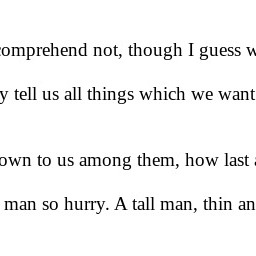 comprehend not, though I guess
y tell us all things which we want
own to us among them, how last
man so hurry. A tall man, thin an